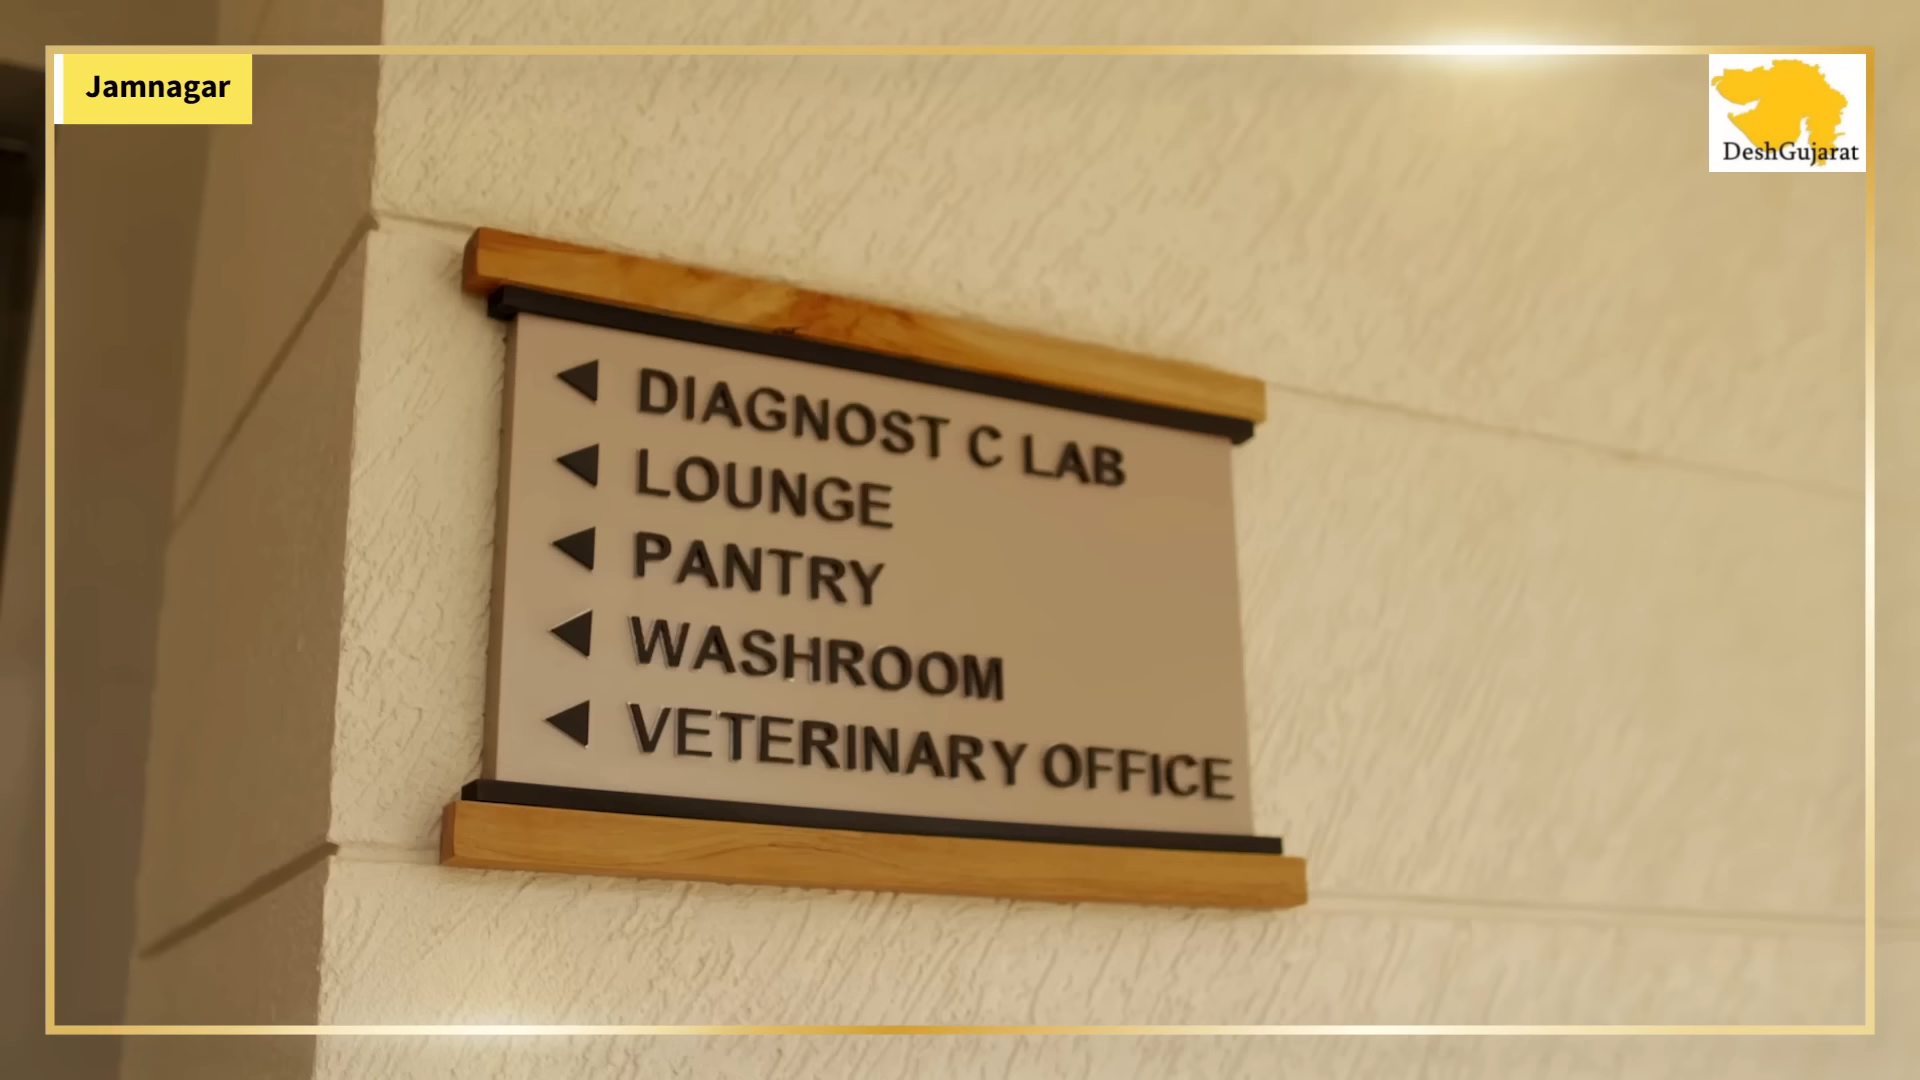 Jamnagar
DeshGujarat
◀ DIAGNOST C LAB
◀ LOUNGE
◀ PANTRY
◀ WASHROOM
◀ VETERINARY OFFICE